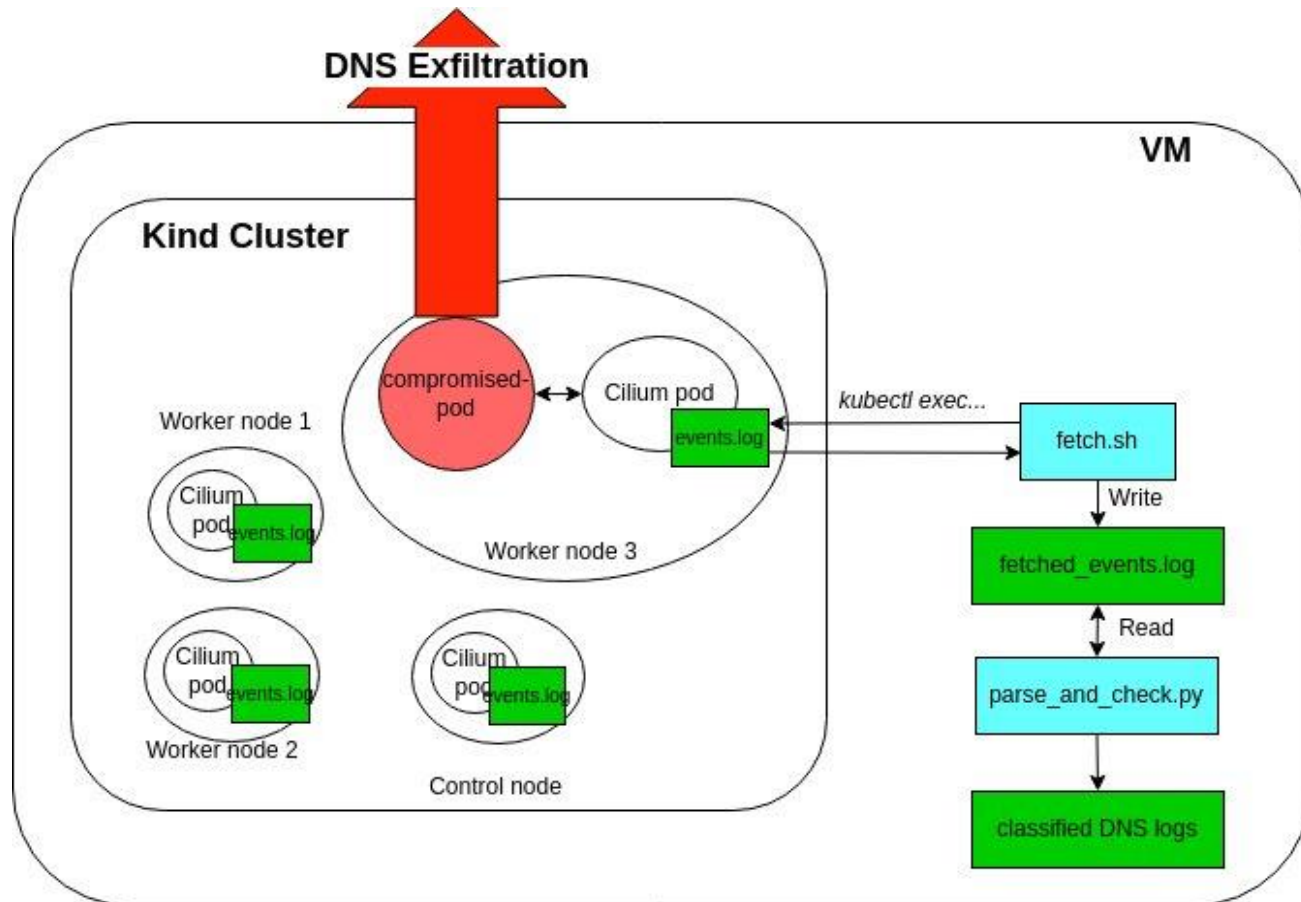 DNS Exfiltration
VM
Kind Cluster
compromised-
pod
Cilium pod
events.log
kubectl exec...
fetch.sh
Worker node 1
Cilium
pod
events.log
Worker node 3
Write
fetched_events.log
Read
Cilium
pod
events.log
Worker node 2
Cilium
pod
events.log
Control node
parse_and_check.py
classified DNS logs